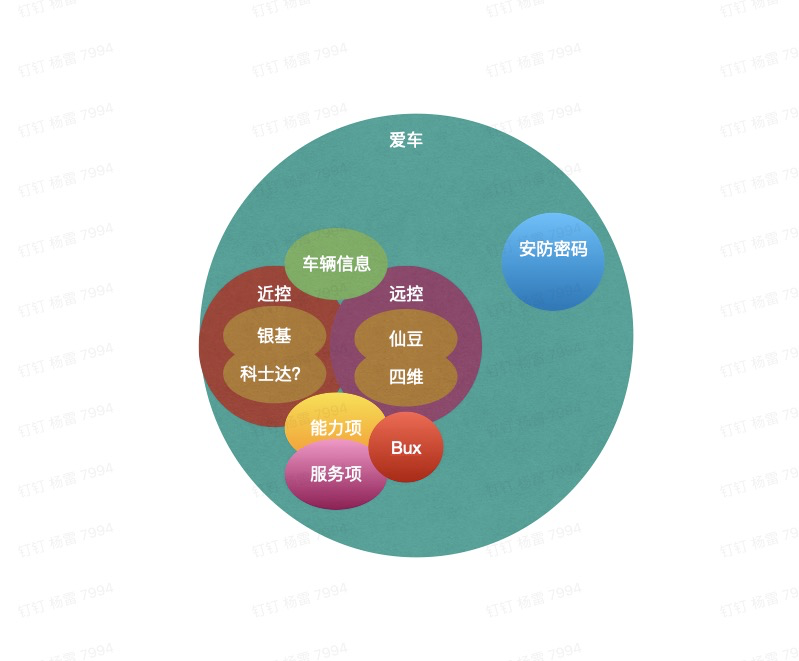 爱车
安防密码
车辆信息
近控
远控
银基
仙豆
科士达?
四维
能力项
Bux
服务项
钉钉 杨雷 7994